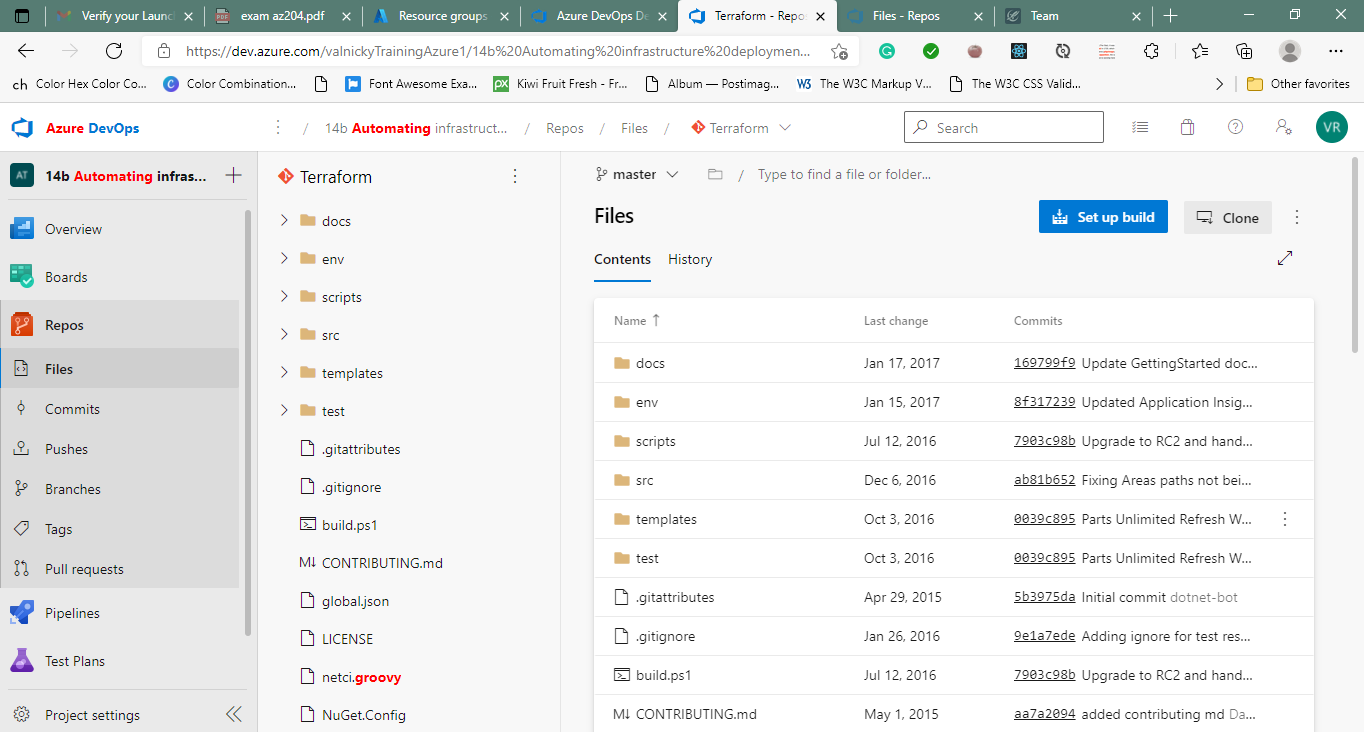 Verify your Launc
exam az204.pdf
Resource groups
Azure DevOps De
Terraform - Repo
Files - Repos
Team
https://dev.azure.com/valnickyTrainingAzure1/14b%20Automating%20infrastructure%20deploymen...
ch Color Hex Color Co...
Color Combination...
Font Awesome Exa...
Kiwi Fruit Fresh - Fr...
Album — Postimag...
The W3C Markup V...
The W3C CSS Valid...
Other favorites
Azure DevOps
/ 14b Automating infrastruct... / Repos / Files / Terraform
Search
VR
AT 14b Automating infras...
Overview
Boards
Repos
Files
Commits
Pushes
Branches
Tags
Pull requests
Pipelines
Test Plans
Project settings
Terraform
docs
env
scripts
src
templates
test
.gitattributes
.gitignore
build.ps1
M↓ CONTRIBUTING.md
global.json
LICENSE
netci.groovy
NuGet.Config
master / Type to find a file or folder...
Files
Set up build
Clone
Contents History
Name ↑ Last change Commits
docs Jan 17, 2017 169799f9 Update GettingStarted doc...
env Jan 15, 2017 8f317239 Updated Application Insig...
scripts Jul 12, 2016 7903c98b Upgrade to RC2 and hand...
src Dec 6, 2016 ab81b652 Fixing Areas paths not bei...
templates Oct 3, 2016 0039c895 Parts Unlimited Refresh W...
test Oct 3, 2016 0039c895 Parts Unlimited Refresh W...
.gitattributes Apr 29, 2015 5b3975da Initial commit dotnet-bot
.gitignore Jan 26, 2016 9e1a7ede Adding ignore for test res...
build.ps1 Jul 12, 2016 7903c98b Upgrade to RC2 and hand...
M↓ CONTRIBUTING.md May 1, 2015 aa7a2094 added contributing md Da...